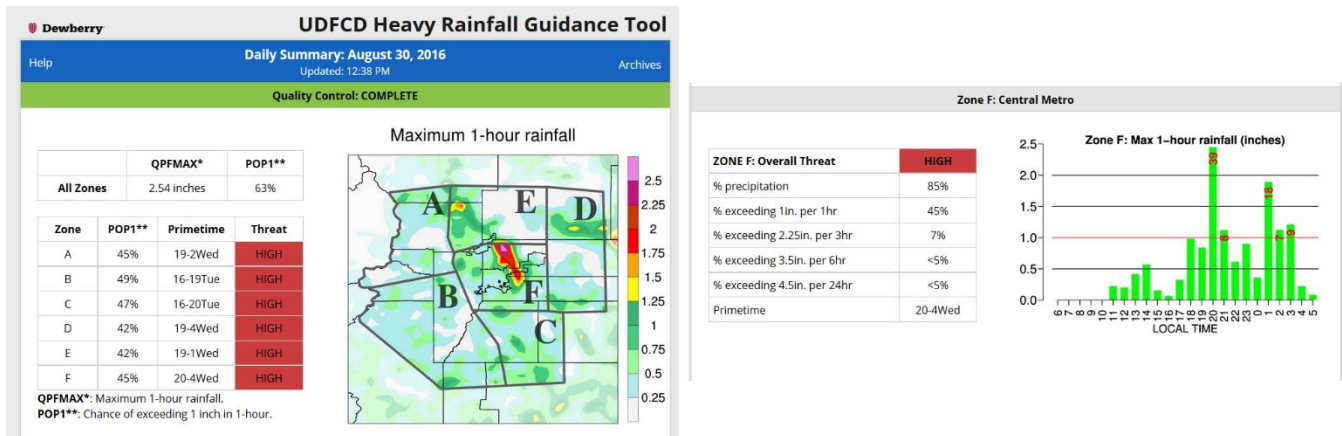 Dewberry
UDFCD Heavy Rainfall Guidance Tool
Help
Daily Summary: August 30, 2016
Updated: 12:38 PM
Archives
Quality Control: COMPLETE
QPFMAX* POP1**
All Zones 2.54 inches 63%
Zone POP1** Primetime Threat
A 45% 19-2Wed HIGH
B 49% 16-19Tue HIGH
C 47% 16-20Tue HIGH
D 42% 19-4Wed HIGH
E 42% 19-1Wed HIGH
F 45% 20-4Wed HIGH
QPFMAX*: Maximum 1-hour rainfall.
POP1**: Chance of exceeding 1 inch in 1-hour.
Maximum 1-hour rainfall
A
E
D
B
F
C
2.5
2.25
2
1.75
1.5
1.25
1
0.75
0.5
0.25
Zone F: Central Metro
ZONE F: Overall Threat HIGH
% precipitation 85%
% exceeding 1in. per 1hr 45%
% exceeding 2.25in. per 3hr 7%
% exceeding 3.5in. per 6hr <5%
% exceeding 4.5in. per 24hr <5%
Primetime 20-4Wed
Zone F: Max 1-hour rainfall (inches)
2.5
2.0
1.5
1.0
0.5
0.0
39
8
18
7
9
6 7 8 9 10 11 12 13 14 15 16 17 18 19 20 21 22 23 0 1 2 3 4 5
LOCAL TIME